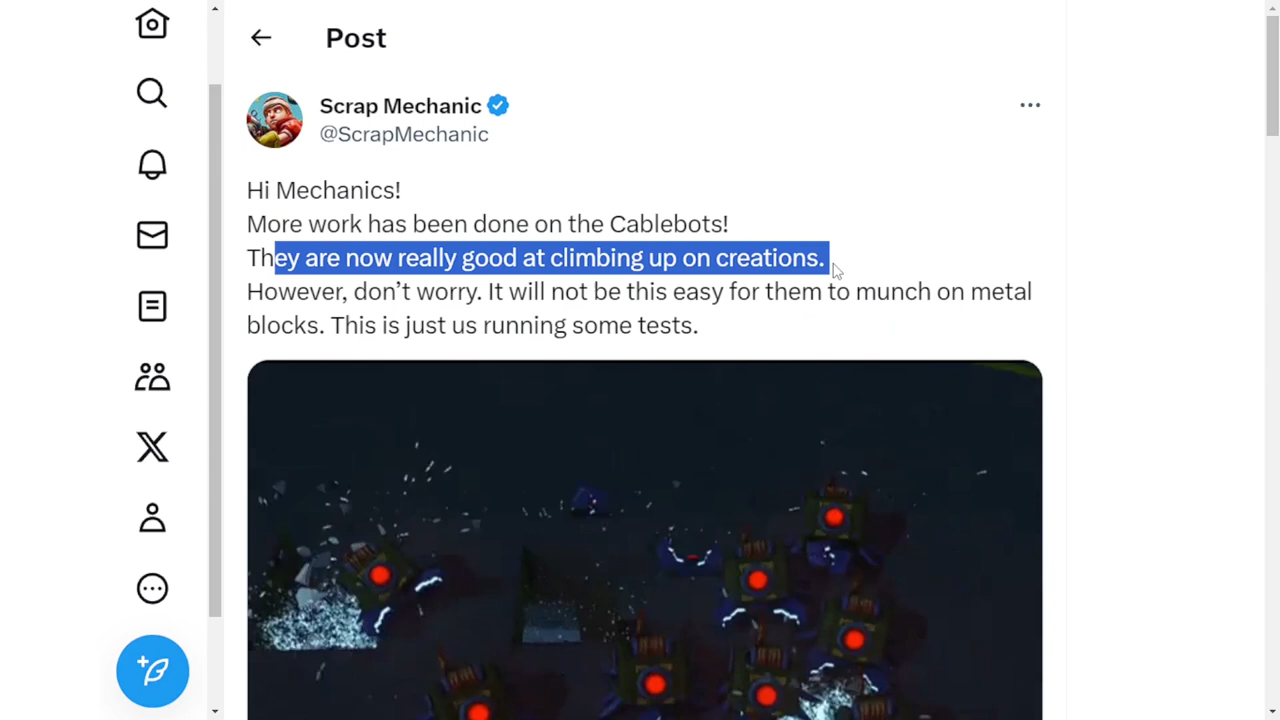 Post
Scrap Mechanic
@ScrapMechanic
Hi Mechanics!
More work has been done on the Cablebots!
They are now really good at climbing up on creations.
However, don’t worry. It will not be this easy for them to munch on metal
blocks. This is just us running some tests.